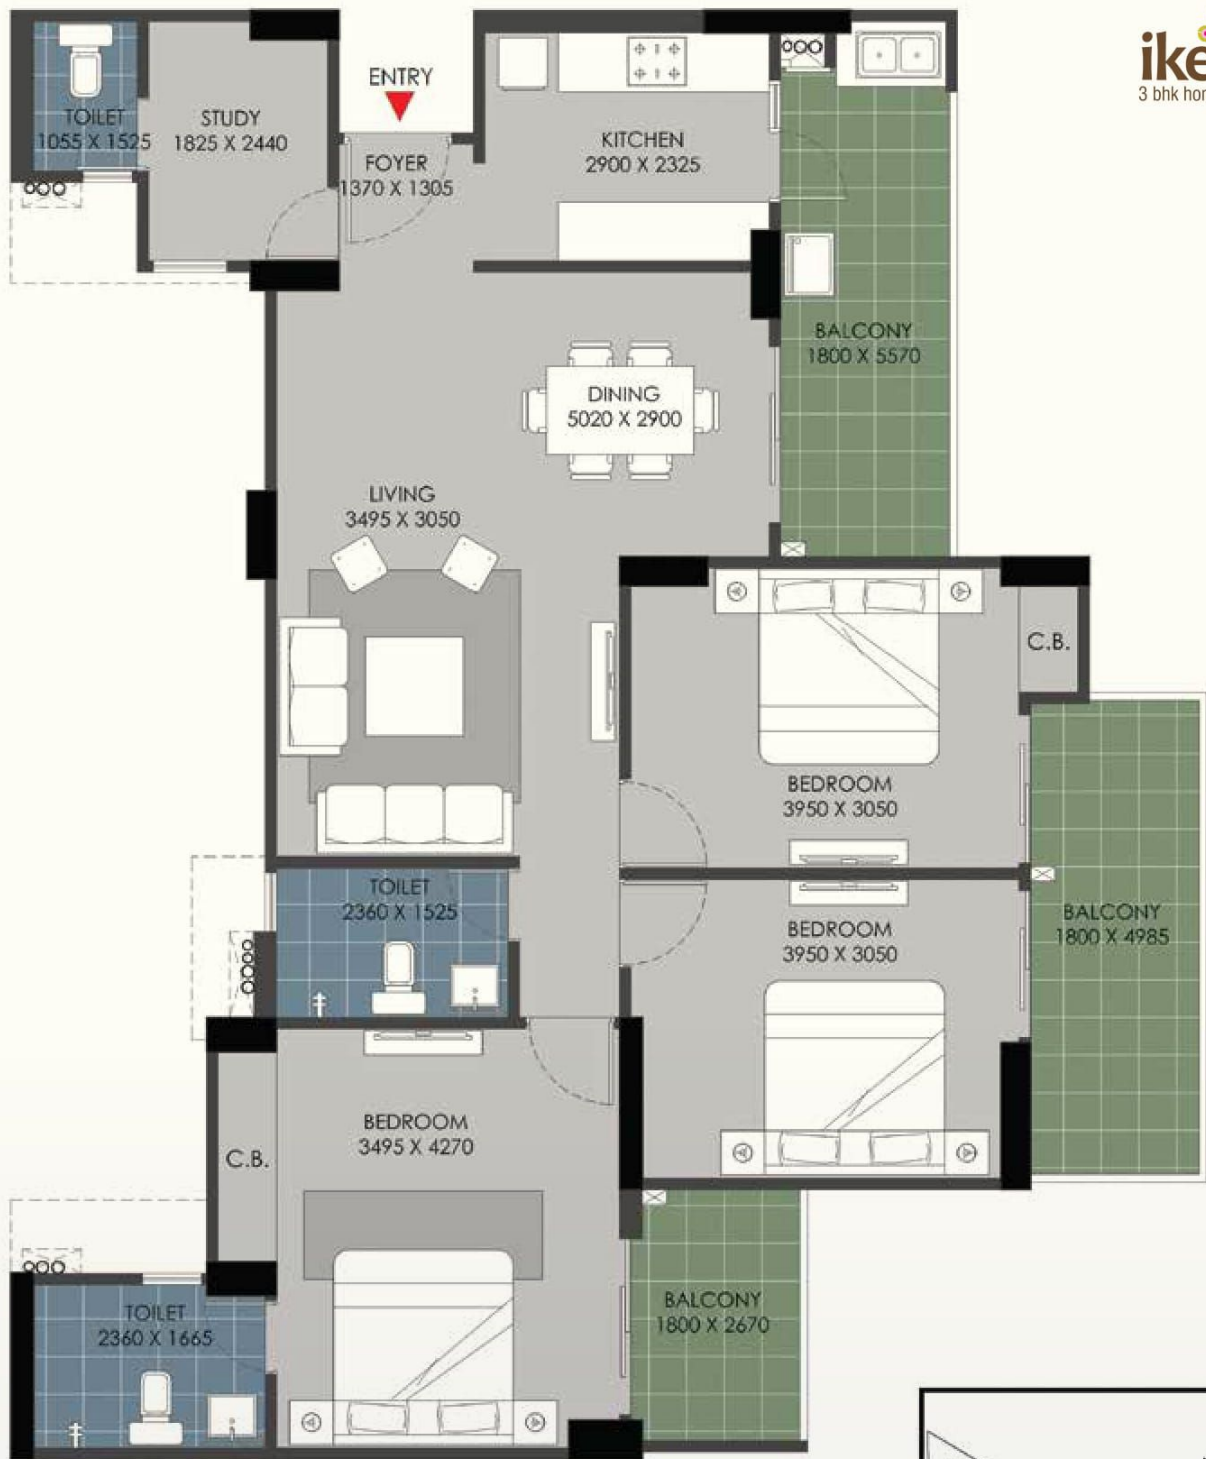 3 bhk
ENTRY
TOILET
1055 X 1525
STUDY
1825 X 2440
FOYER
1370 X 1305
KITCHEN
2900 X 2325
BALCONY
1800 X 5570
DINING
5020 X 2900
LIVING
3495 X 3050
C.B.
BEDROOM
3950 X 3050
TOILET
2360 X 1525
BEDROOM
3950 X 3050
BALCONY
1800 X 4985
BEDROOM
3495 X 4270
C.B.
TOILET
2360 X 1665
BALCONY
1800 X 2670